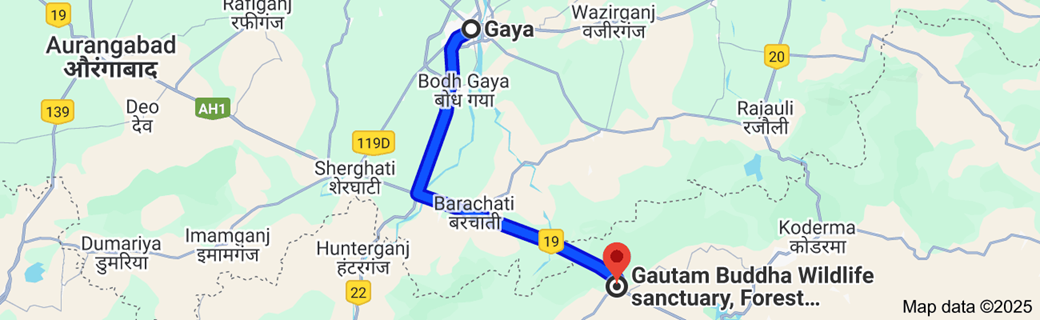 19
Rafiganj
रफीगंज
Wazirganj
वजीरगंज
Gaya
Aurangabad
औरंगाबाद
20
Bodh Gaya
बोध गया
139
Deo
देव
AH1
Rajauli
रजौली
119D
Sherghati
शेरघाटी
Barachati
बरचाती
Koderma
कोडरमा
Imamganj
इमामगंज
Dumariya
डुमरिया
Hunterganj
हंटरगंज
19
22
Gautam Buddha Wildlife
sanctuary, Forest...
Map data ©2025